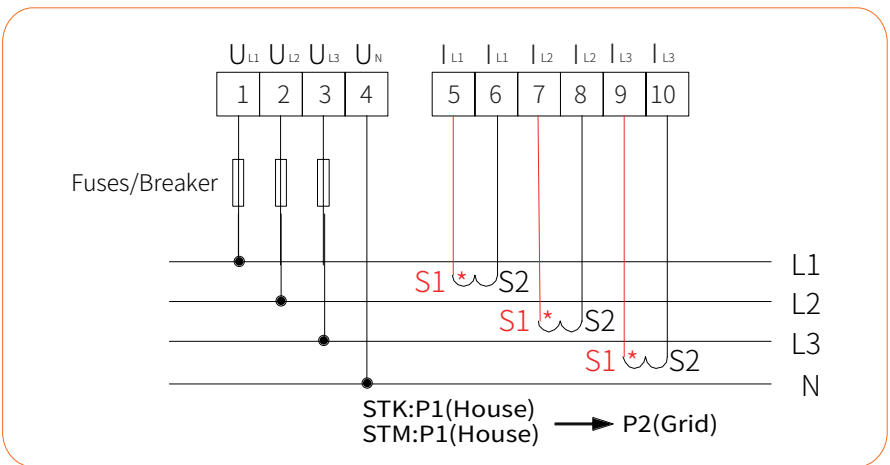 UL1 UL2 UL3 UN IL1 IL1 IL2 IL2 IL3 IL3
1 2 3 4 5 6 7 8 9 10
Fuses/Breaker
L1
S1 * S2
L2
S1 * S2
L3
S1 * S2
N
STK:P1(House)
STM:P1(House) P2(Grid)